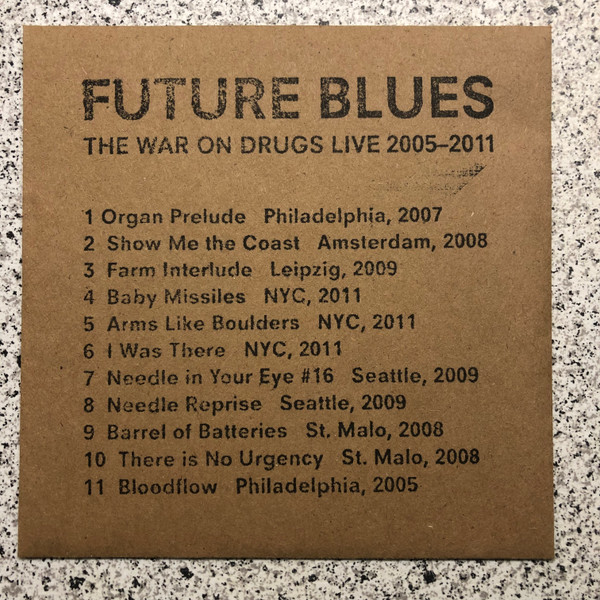 FUTURE BLUES
THE WAR ON DRUGS LIVE 2005–2011
1 Organ Prelude Philadelphia, 2007
2 Show Me the Coast Amsterdam, 2008
3 Farm Interlude Leipzig, 2009
4 Baby Missiles NYC, 2011
5 Arms Like Boulders NYC, 2011
6 I Was There NYC, 2011
7 Needle in Your Eye #16 Seattle, 2009
8 Needle Reprise Seattle, 2009
9 Barrel of Batteries St. Malo, 2008
10 There is No Urgency St. Malo, 2008
11 Bloodflow Philadelphia, 2005